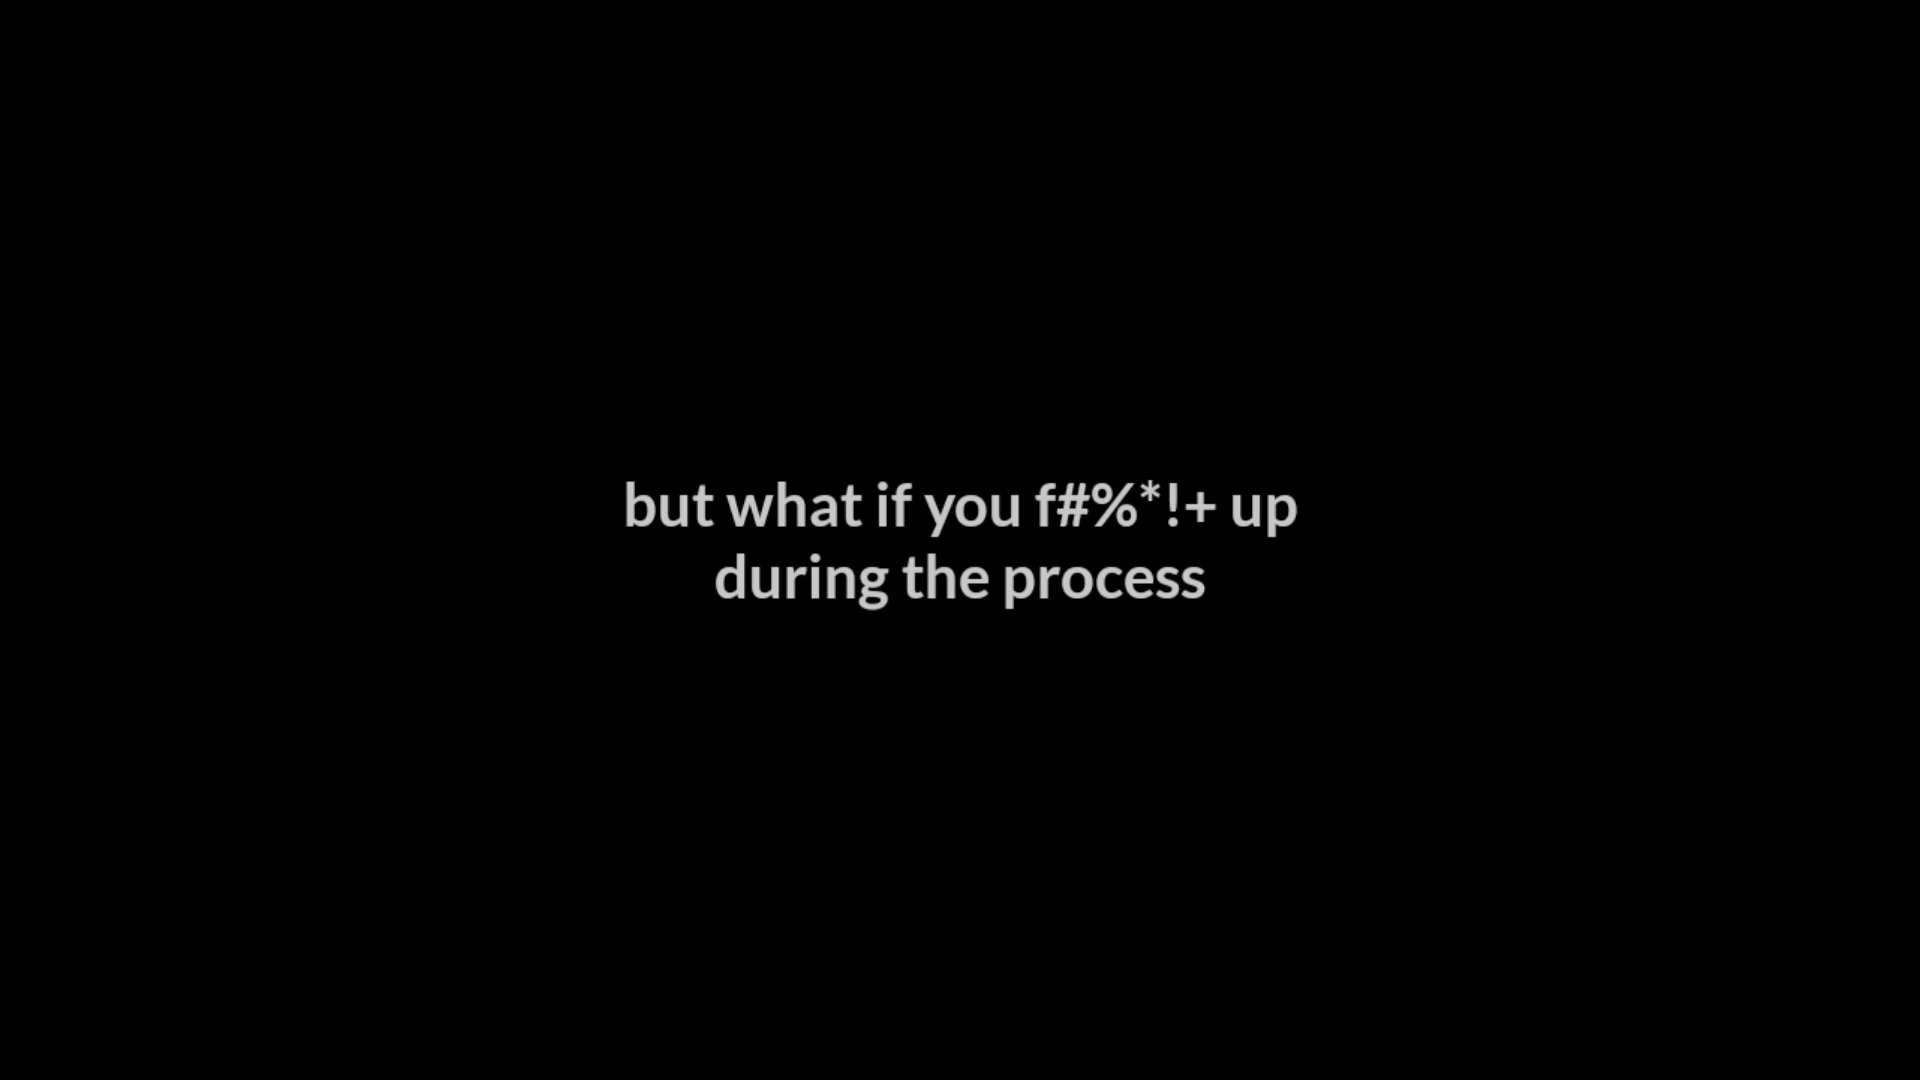 but what if you f#%*!+ up
during the process